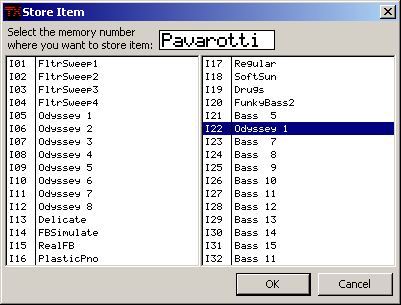 Store Item
Select the memory number
where you want to store item: Pavarotti
I01 FltrSweep1
I02 FltrSweep2
I03 FltrSweep3
I04 FltrSweep4
I05 Odyssey 1
I06 Odyssey 2
I07 Odyssey 3
I08 Odyssey 4
I09 Odyssey 5
I10 Odyssey 6
I11 Odyssey 7
I12 Odyssey 8
I13 Delicate
I14 FBSimulate
I15 RealFB
I16 PlasticPno
I17 Regular
I18 SoftSun
I19 Drugs
I20 FunkyBass2
I21 Bass  5
I22 Odyssey 1
I23 Bass  7
I24 Bass  8
I25 Bass  9
I26 Bass 10
I27 Bass 11
I28 Bass 12
I29 Bass 13
I30 Bass 14
I31 Bass 15
I32 Bass 11
OK Cancel